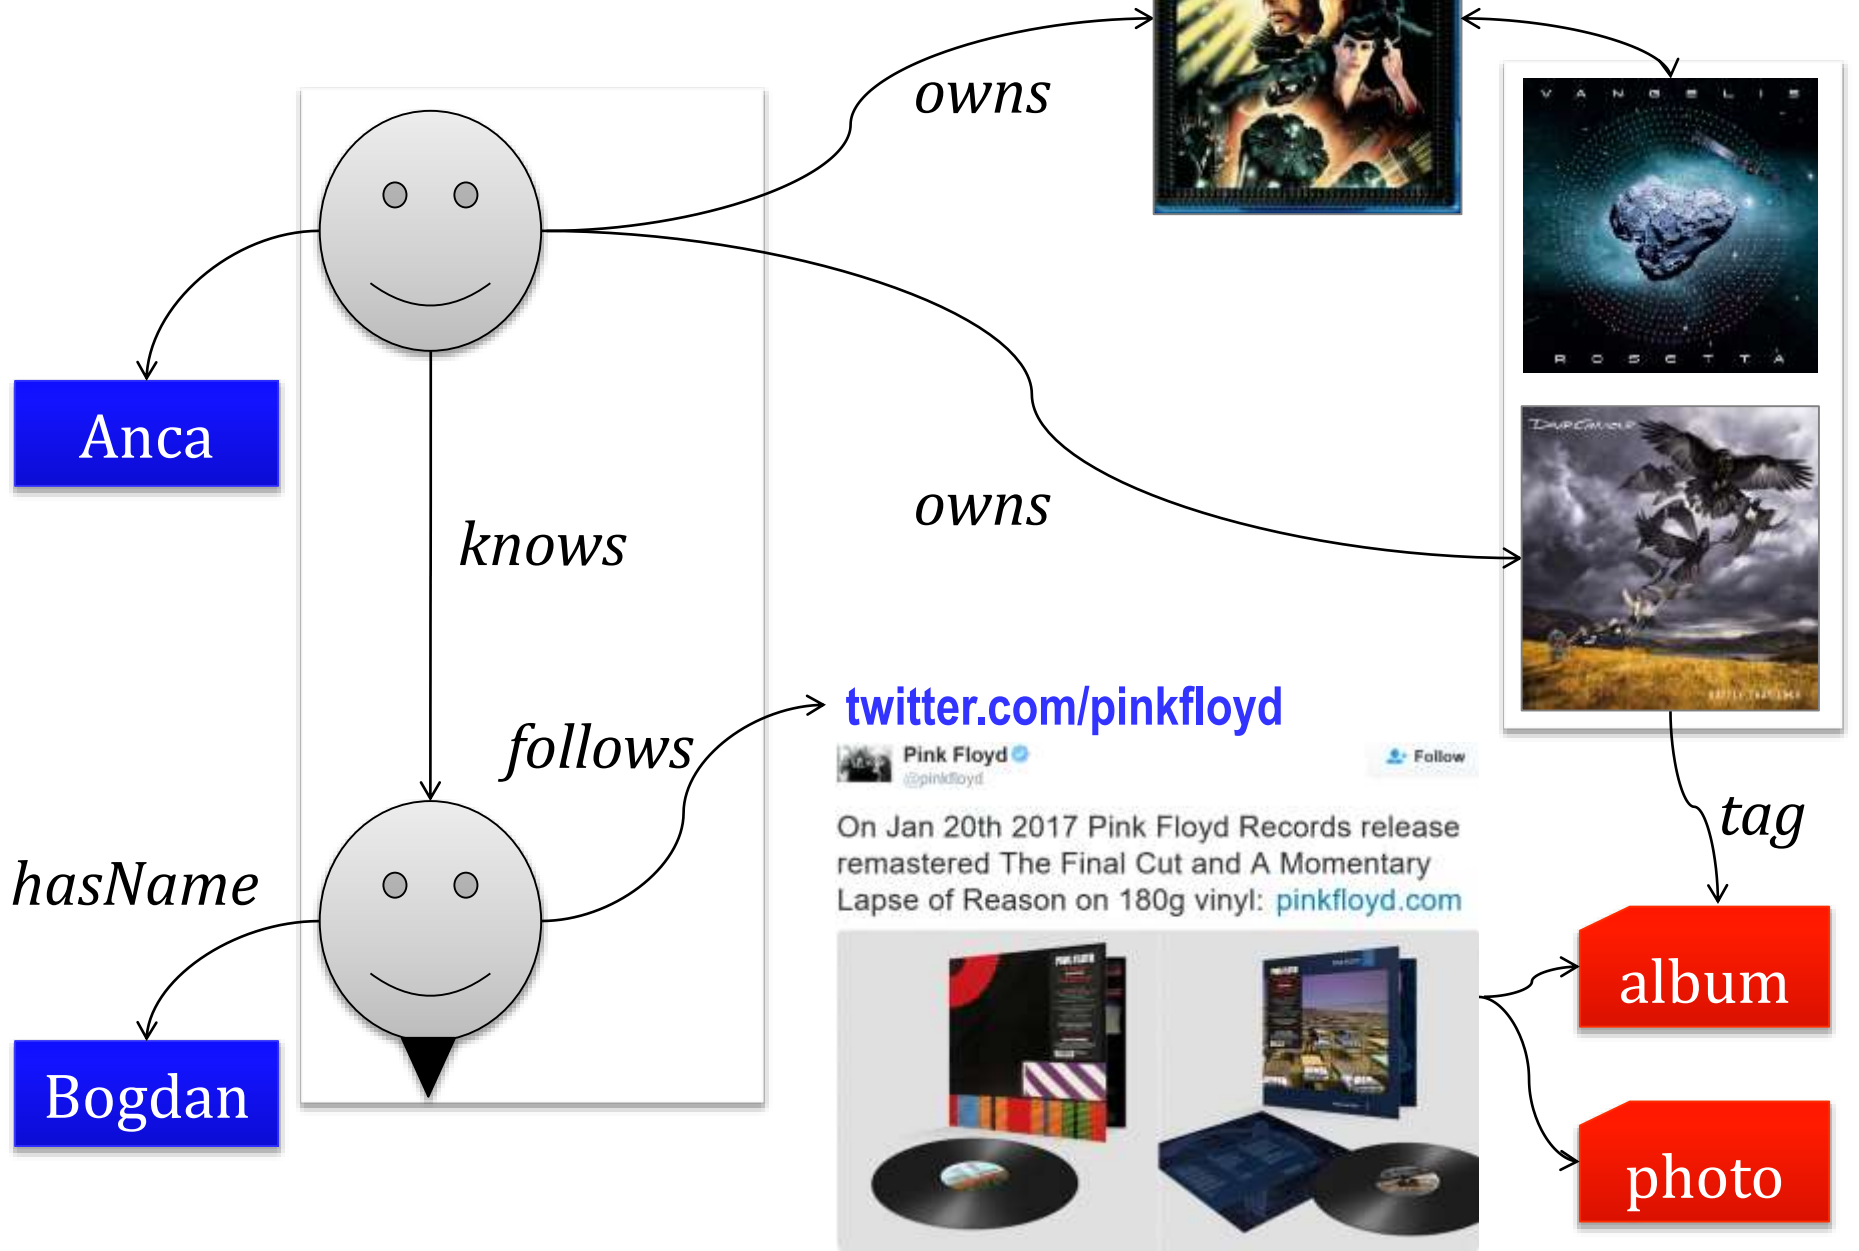 owns
VANGELIS
ROSETTA
Anca
owns
knows
twitter.com/pinkfloyd
follows
Pink Floyd
@pinkfloyd
Follow
On Jan 20th 2017 Pink Floyd Records release
remastered The Final Cut and A Momentary
Lapse of Reason on 180g vinyl: pinkfloyd.com
tag
hasName
album
Bogdan
photo